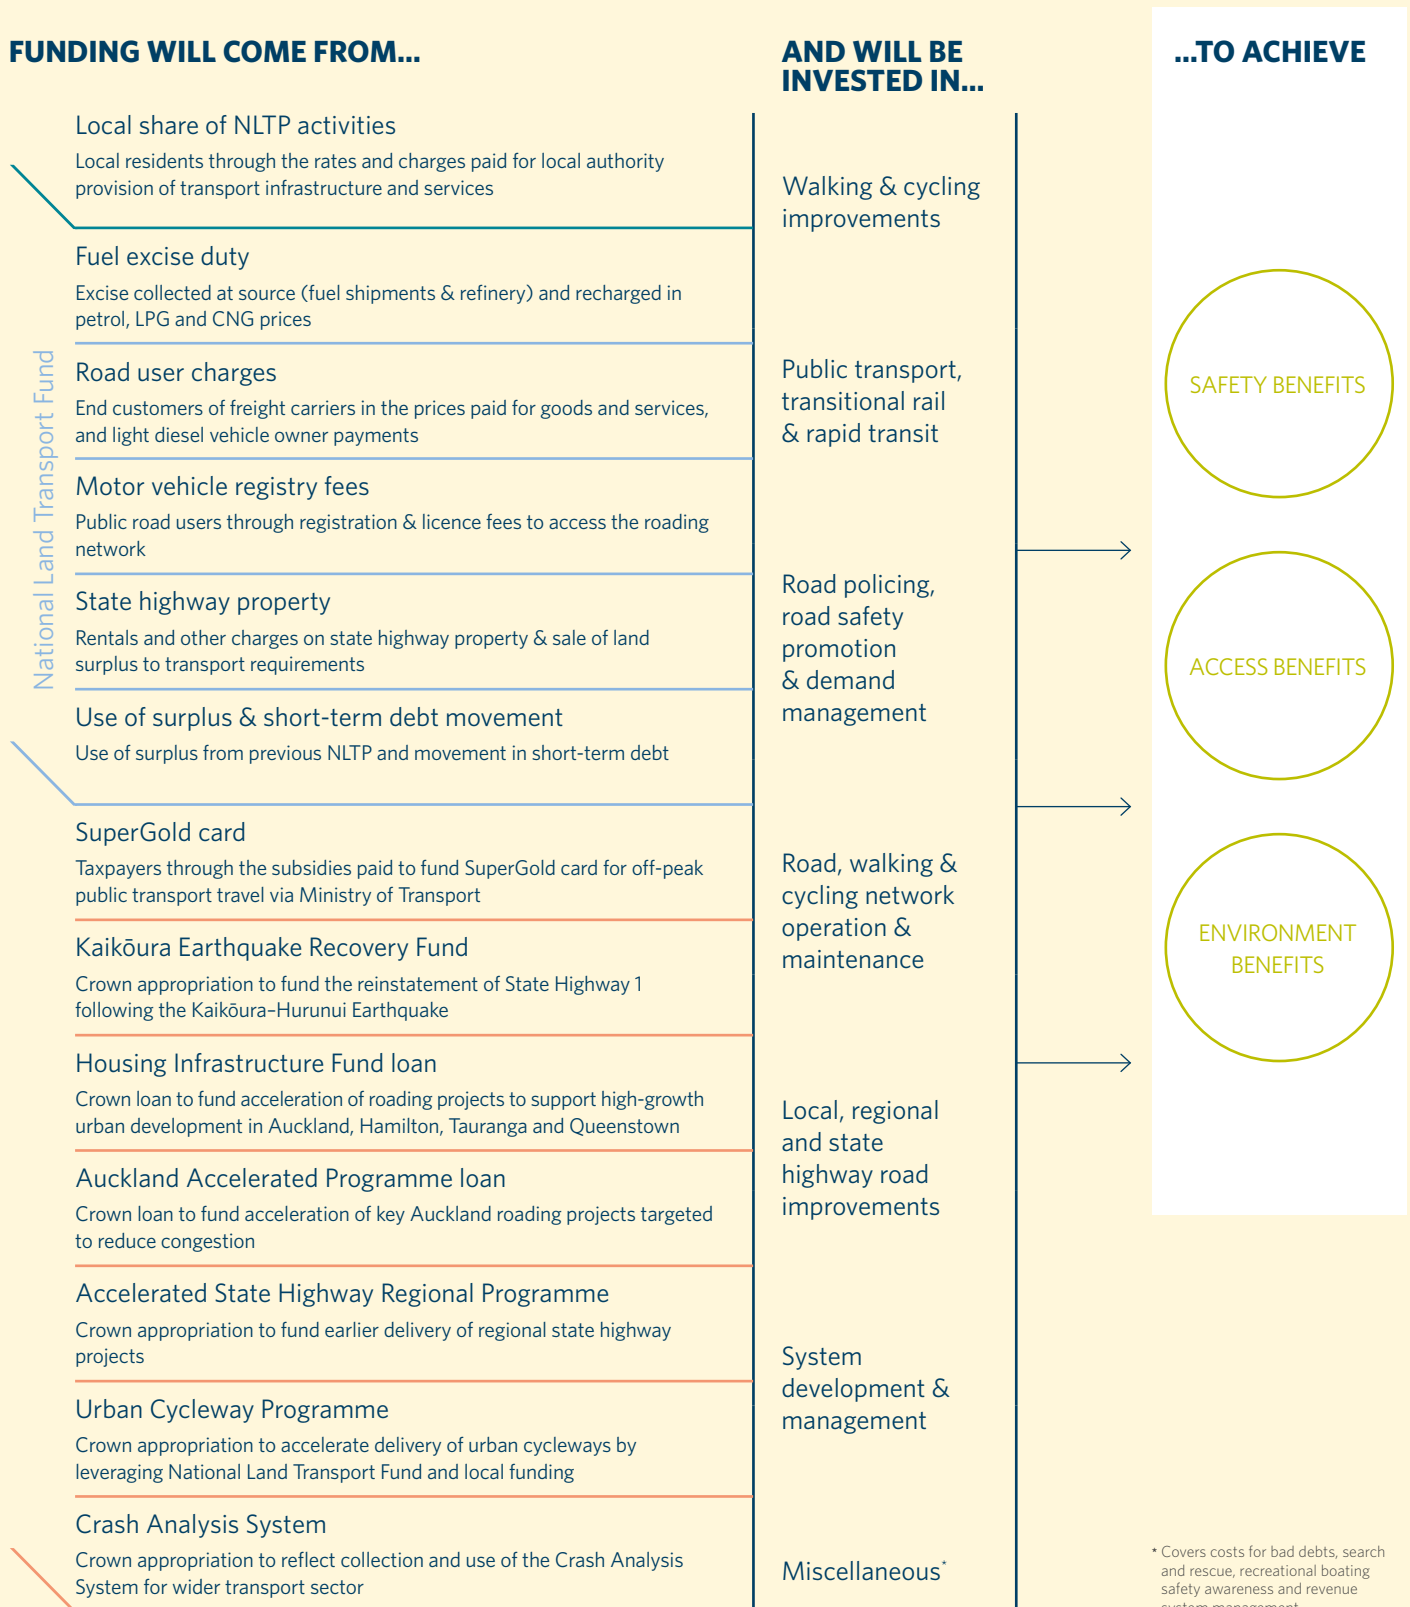 FUNDING WILL COME FROM...
Local share of NLTP activities
Local residents through the rates and charges paid for local authority
provision of transport infrastructure and services
Fuel excise duty
Excise collected at source (fuel shipments & refinery) and recharged in
petrol, LPG and CNG prices
National Land Transport Fund
Road user charges
End customers of freight carriers in the prices paid for goods and services,
and light diesel vehicle owner payments
Motor vehicle registry fees
Public road users through registration & licence fees to access the roading
network
State highway property
Rentals and other charges on state highway property & sale of land
surplus to transport requirements
Use of surplus & short-term debt movement
Use of surplus from previous NLTP and movement in short-term debt
SuperGold card
Taxpayers through the subsidies paid to fund SuperGold card for off-peak
public transport travel via Ministry of Transport
Kaikōura Earthquake Recovery Fund
Crown appropriation to fund the reinstatement of State Highway 1
following the Kaikōura–Hurunui Earthquake
Housing Infrastructure Fund loan
Crown loan to fund acceleration of roading projects to support high-growth
urban development in Auckland, Hamilton, Tauranga and Queenstown
Auckland Accelerated Programme loan
Crown loan to fund acceleration of key Auckland roading projects targeted
to reduce congestion
Accelerated State Highway Regional Programme
Crown appropriation to fund earlier delivery of regional state highway
projects
Urban Cycleway Programme
Crown appropriation to accelerate delivery of urban cycleways by
leveraging National Land Transport Fund and local funding
Crash Analysis System
Crown appropriation to reflect collection and use of the Crash Analysis
System for wider transport sector
AND WILL BE
INVESTED IN...
Walking & cycling
improvements
Public transport,
transitional rail
& rapid transit
Road policing,
road safety
promotion
& demand
management
Road, walking &
cycling network
operation &
maintenance
Local, regional
and state
highway road
improvements
System
development &
management
Miscellaneous*
...TO ACHIEVE
SAFETY BENEFITS
ACCESS BENEFITS
ENVIRONMENT
BENEFITS
* Covers costs for bad debts, search
and rescue, recreational boating
safety awareness and revenue
system management